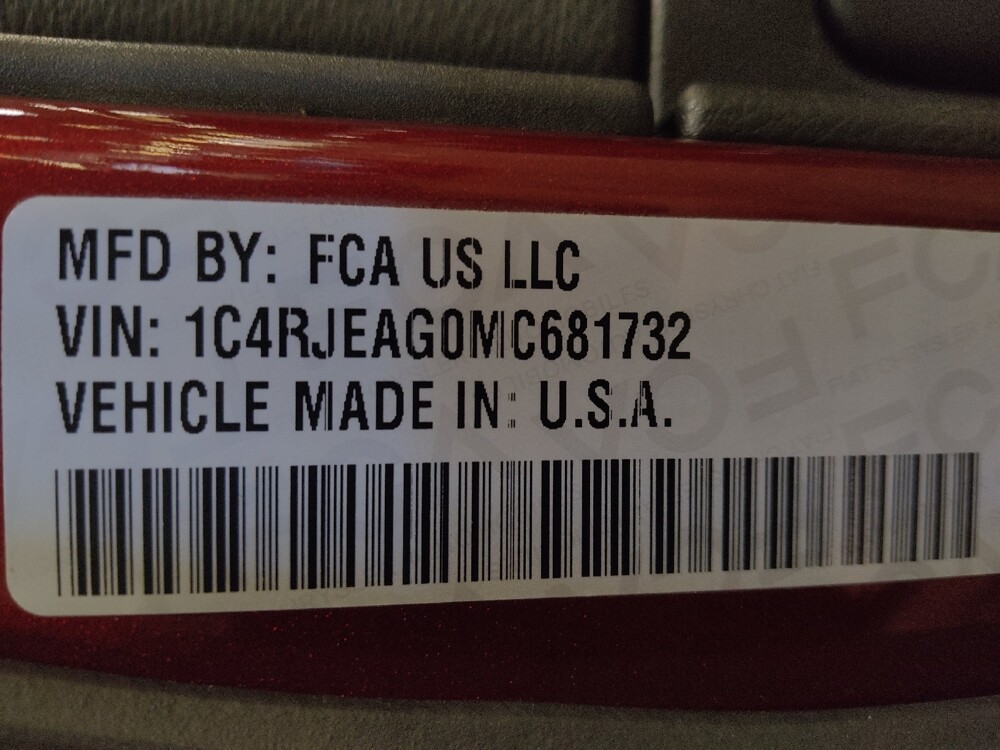 MFD BY: FCA US LLC
VIN: 1C4RJEAG0MC681732
VEHICLE MADE IN: U.S.A.